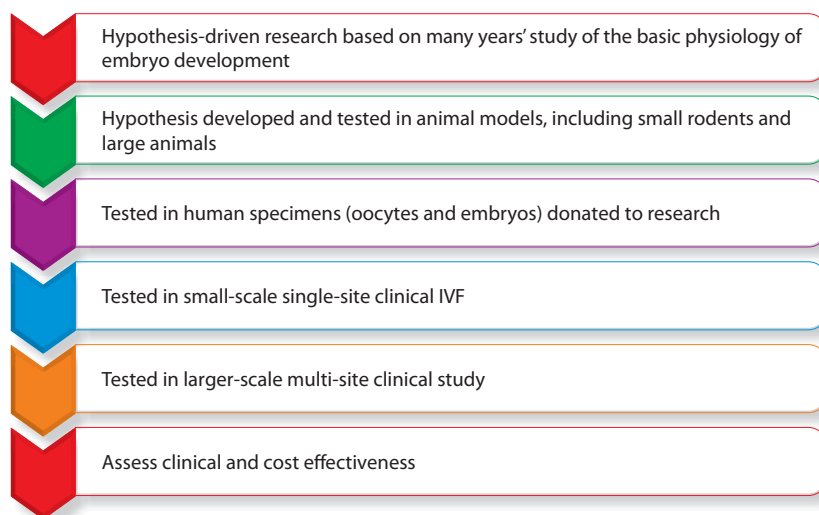 Hypothesis-driven research based on many years’ study of the basic physiology of
embryo development
Hypothesis developed and tested in animal models, including small rodents and
large animals
Tested in human specimens (oocytes and embryos) donated to research
Tested in small-scale single-site clinical IVF
Tested in larger-scale multi-site clinical study
Assess clinical and cost effectiveness